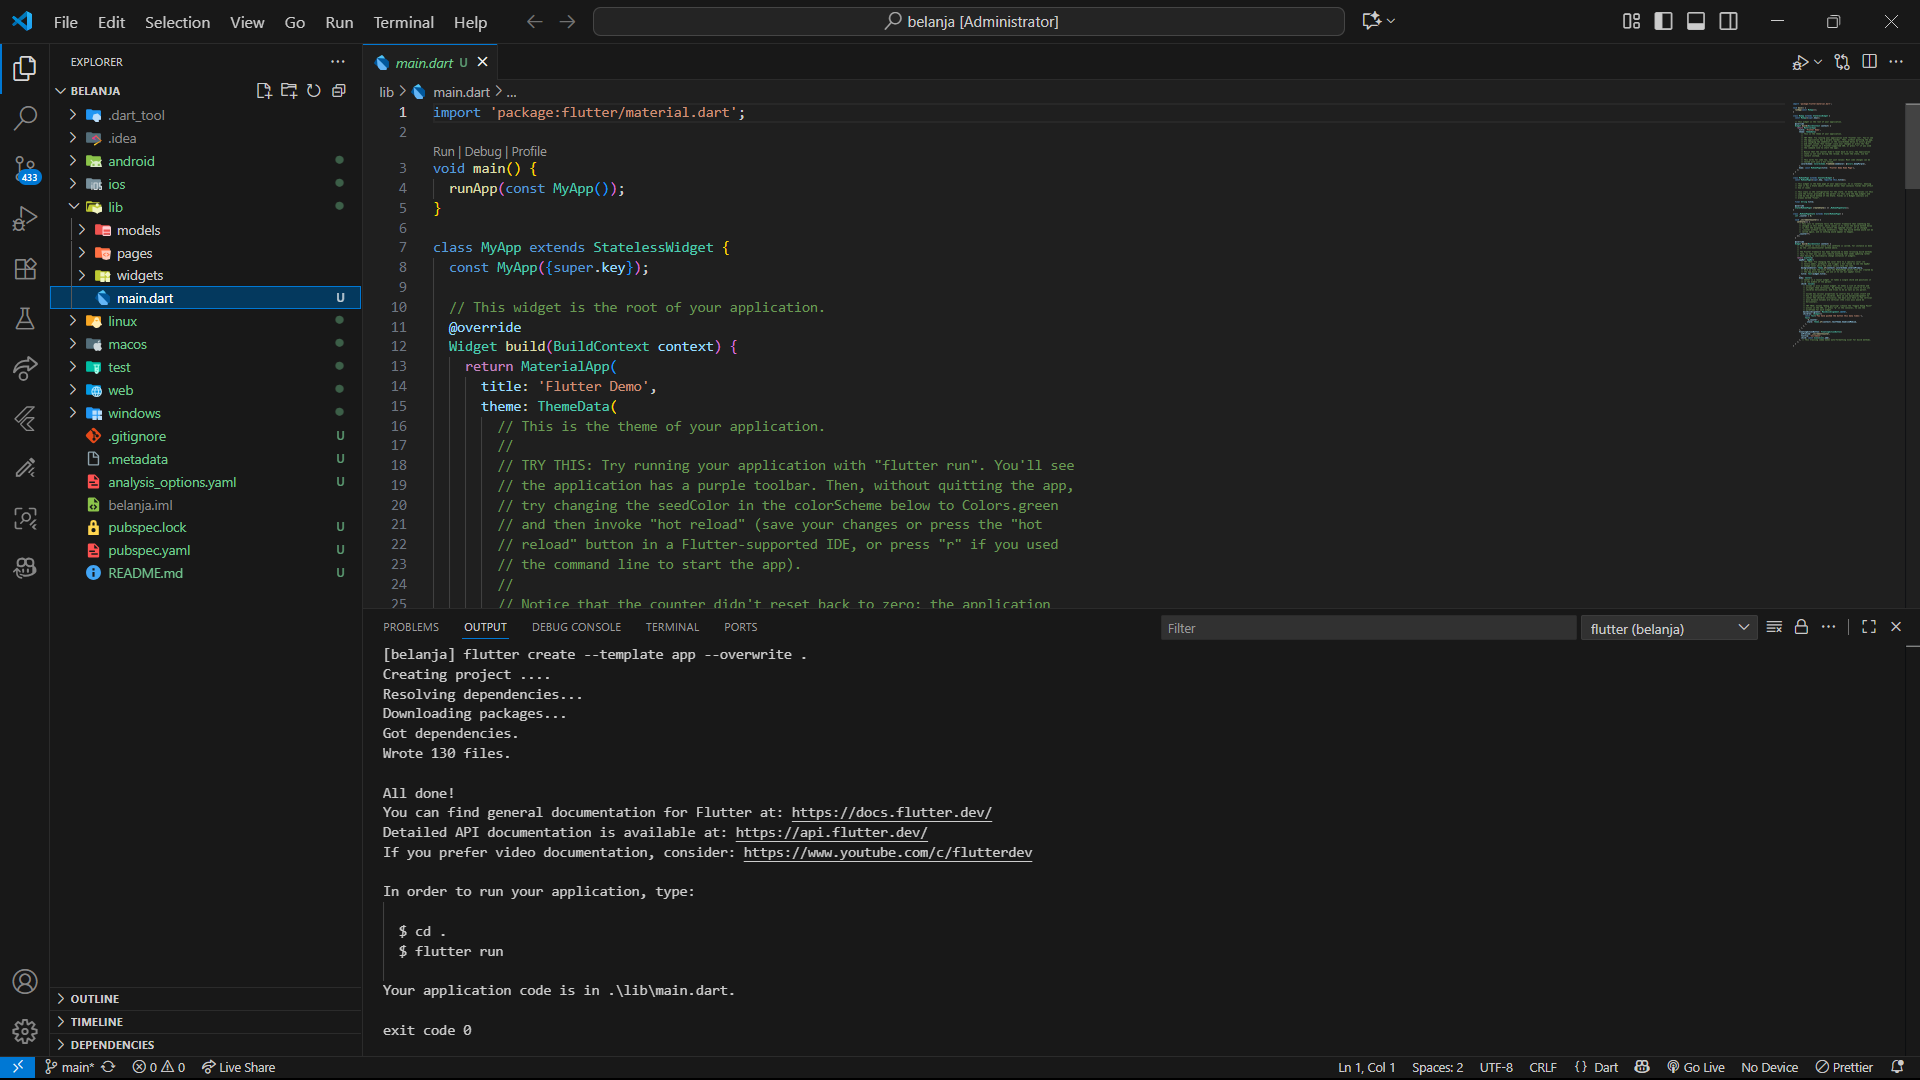 File Edit Selection View Go Run Terminal Help
belanja [Administrator]
EXPLORER
BELANJA
.dart_tool
.idea
android
ios
lib
models
pages
widgets
main.dart U
linux
macos
test
web
windows
.gitignore U
.metadata U
analysis_options.yaml U
belanja.iml
pubspec.lock U
pubspec.yaml U
README.md U
OUTLINE
TIMELINE
DEPENDENCIES
433
main.dart U
lib > main.dart > ...
1 import 'package:flutter/material.dart';
2
Run | Debug | Profile
3 void main() {
4 runApp(const MyApp());
5 }
6
7 class MyApp extends StatelessWidget {
8 const MyApp({super.key});
9
10 // This widget is the root of your application.
11 @override
12 Widget build(BuildContext context) {
13 return MaterialApp(
14 title: 'Flutter Demo',
15 theme: ThemeData(
16 // This is the theme of your application.
17 //
18 // TRY THIS: Try running your application with "flutter run". You'll see
19 // the application has a purple toolbar. Then, without quitting the app,
20 // try changing the seedColor in the colorScheme below to Colors.green
21 // and then invoke "hot reload" (save your changes or press the "hot
22 // reload" button in a Flutter-supported IDE, or press "r" if you used
23 // the command line to start the app).
24 //
25 // Notice that the counter didn't reset back to zero; the application
PROBLEMS OUTPUT DEBUG CONSOLE TERMINAL PORTS
Filter
flutter (belanja)
[belanja] flutter create --template app --overwrite .
Creating project ....
Resolving dependencies...
Downloading packages...
Got dependencies.
Wrote 130 files.
All done!
You can find general documentation for Flutter at: https://docs.flutter.dev/
Detailed API documentation is available at: https://api.flutter.dev/
If you prefer video documentation, consider: https://www.youtube.com/c/flutterdev
In order to run your application, type:
$ cd .
$ flutter run
Your application code is in .\lib\main.dart.
exit code 0
main* 0 0 Live Share
Ln 1, Col 1 Spaces: 2 UTF-8 CRLF {} Dart Go Live No Device Prettier